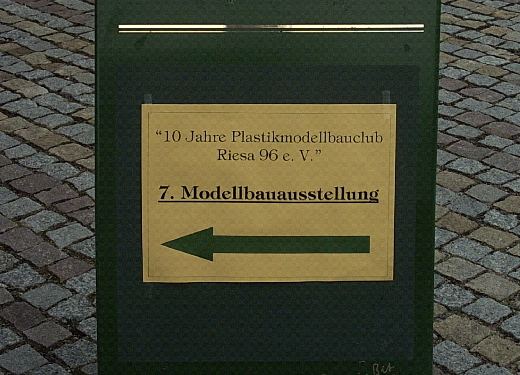 “10 Jahre Plastikmodellbauclub
Riesa 96 e. V.”
7. Modellbauausstellung